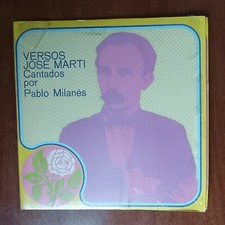 VERSOS
JOSE MARTI
Cantados
por
Pablo Milanés